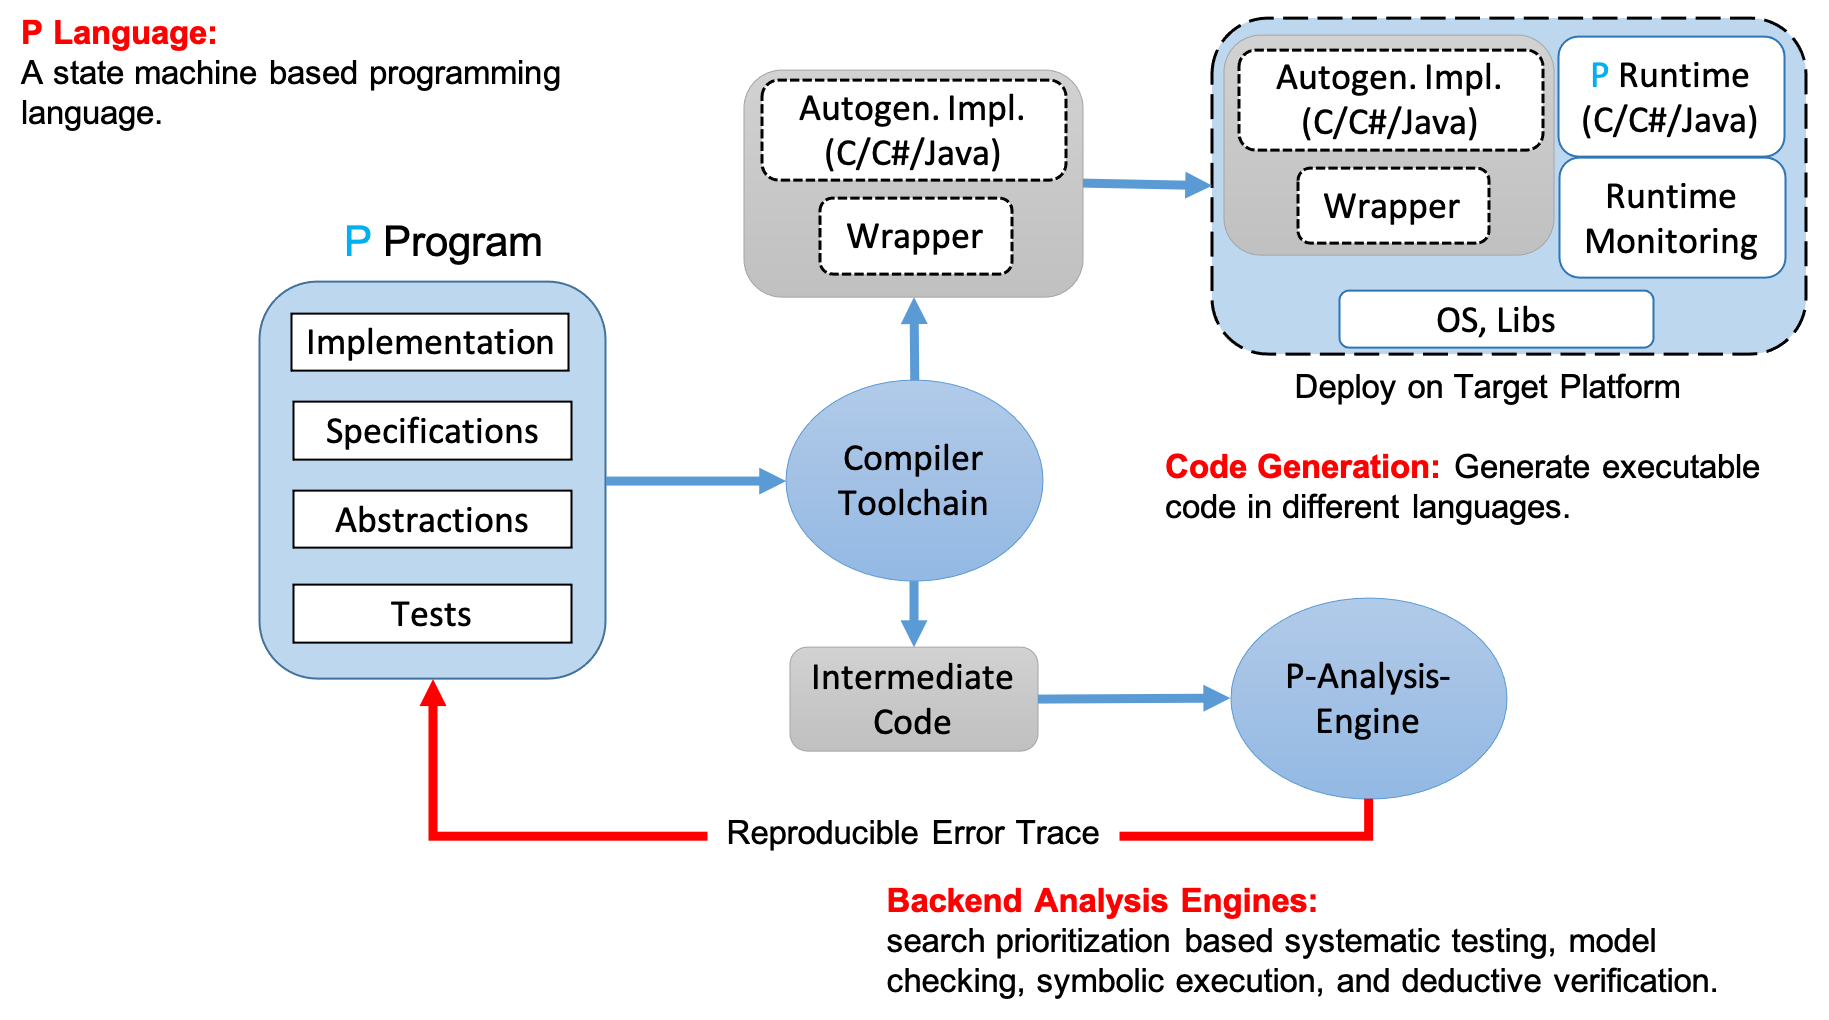 P Language:
A state machine based programming
language.
P Program
Implementation
Specifications
Abstractions
Tests
Autogen. Impl.
(C/C#/Java)
Wrapper
Autogen. Impl.
(C/C#/Java)
Wrapper
P Runtime
(C/C#/Java)
Runtime
Monitoring
OS, Libs
Deploy on Target Platform
Compiler
Toolchain
Code Generation: Generate executable
code in different languages.
Intermediate
Code
P-Analysis-
Engine
Reproducible Error Trace
Backend Analysis Engines:
search prioritization based systematic testing, model
checking, symbolic execution, and deductive verification.